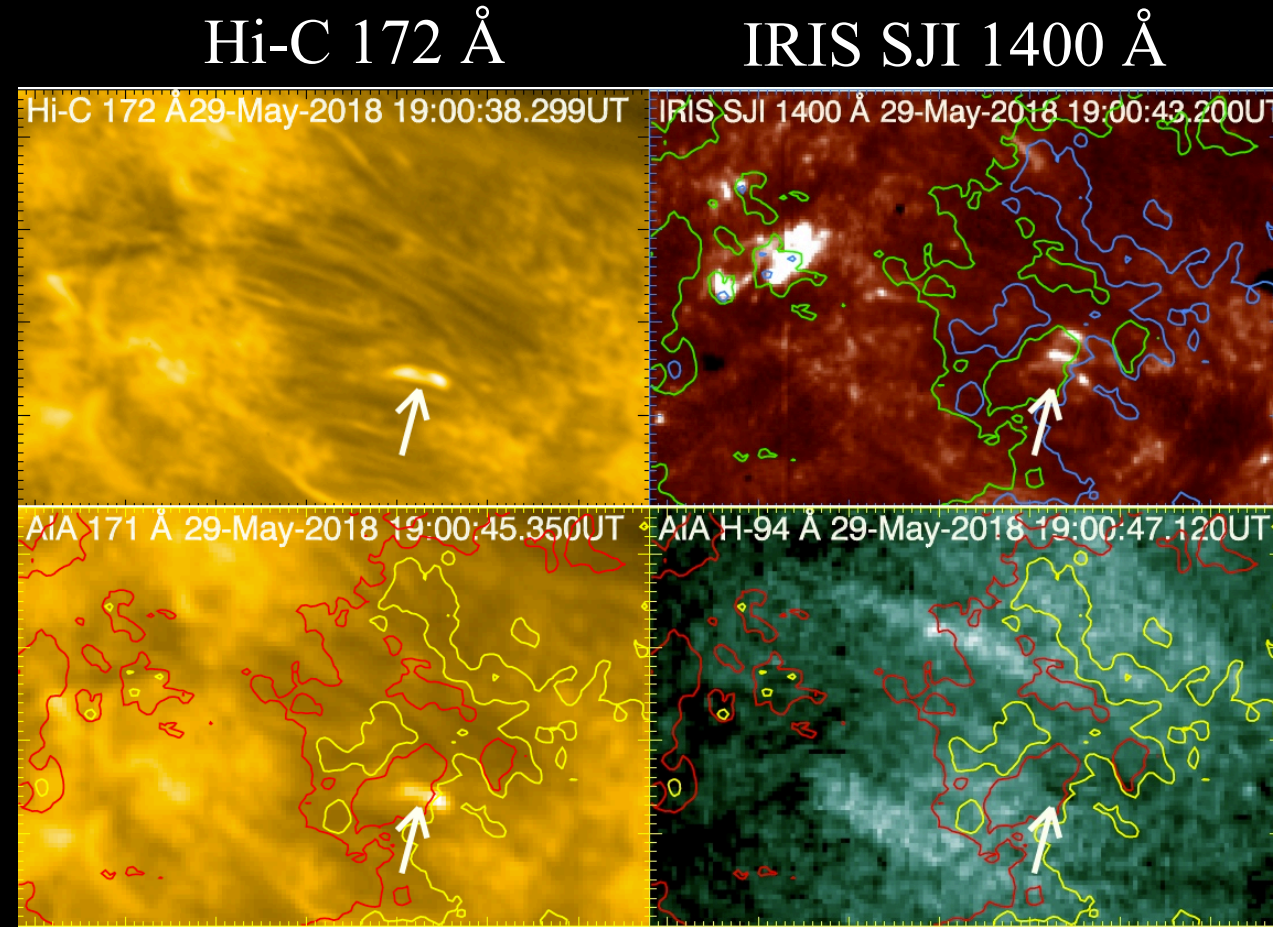 Hi-C 172 Å
IRIS SJI 1400 Å
Hi-C 172 Å29-May-2018 19:00:38.299UT
IRIS SJI 1400 Å 29-May-2018 19:00:43.200UT
AIA 171 Å 29-May-2018 19:00:45.350UT
AIA H-94 Å 29-May-2018 19:00:47.120UT